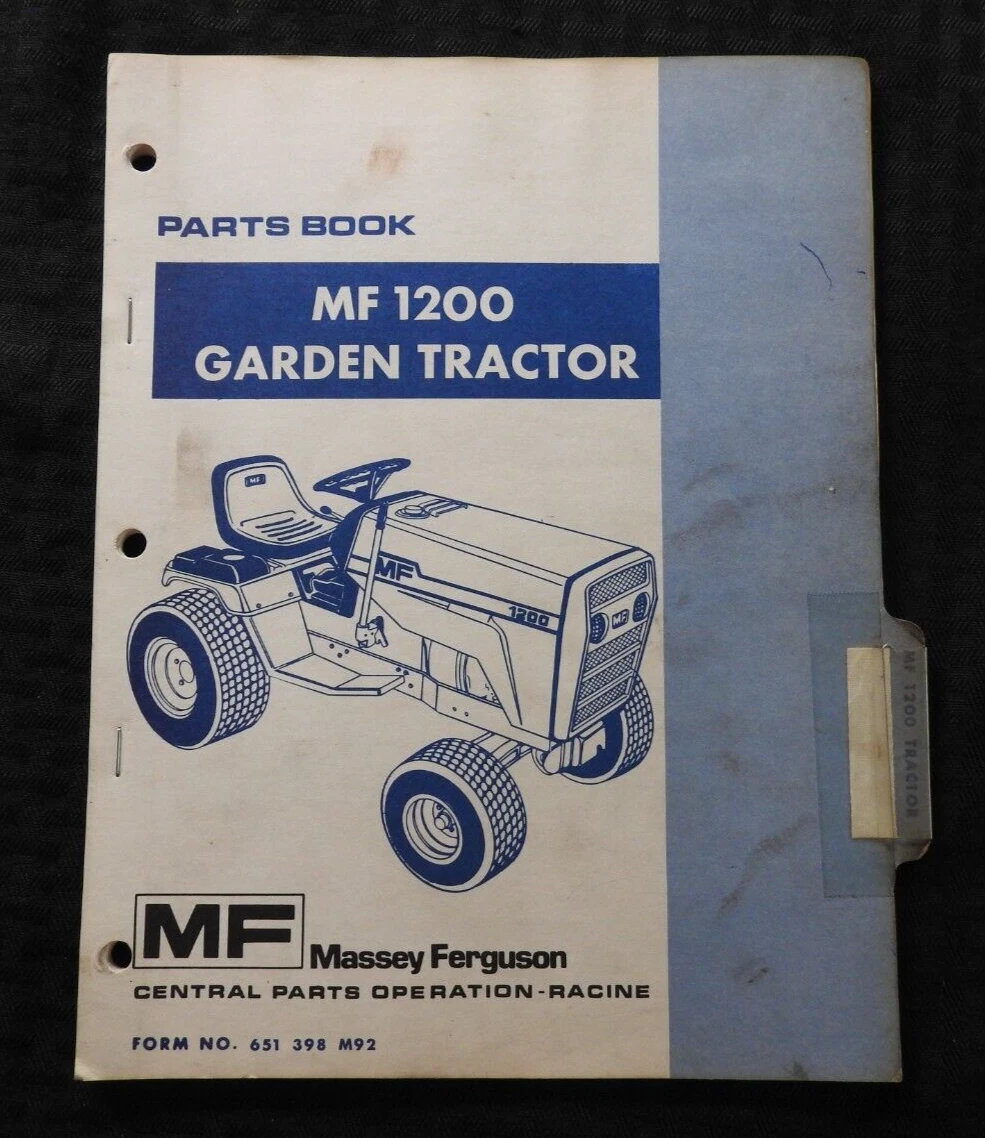 PARTS BOOK
MF 1200
GARDEN TRACTOR
MF
MF
1200
MF
MF 1200 TRACTOR
MF
Massey Ferguson
CENTRAL PARTS OPERATION-RACINE
FORM NO. 651 398 M92